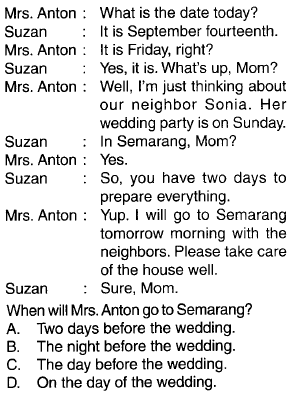 Mrs. Anton : What is the date today?
Suzan : It is September fourteenth.
Mrs. Anton : It is Friday, right?
Suzan : Yes, it is. What's up, Mom?
Mrs. Anton : Well, I'm just thinking about
our neighbor Sonia. Her
wedding party is on Sunday.
Suzan : In Semarang, Mom?
Mrs. Anton : Yes.
Suzan : So, you have two days to
prepare everything.
Mrs. Anton : Yup. I will go to Semarang
tomorrow morning with the
neighbors. Please take care
of the house well.
Suzan : Sure, Mom.
When will Mrs. Anton go to Semarang?
A. Two days before the wedding.
B. The night before the wedding.
C. The day before the wedding.
D. On the day of the wedding.